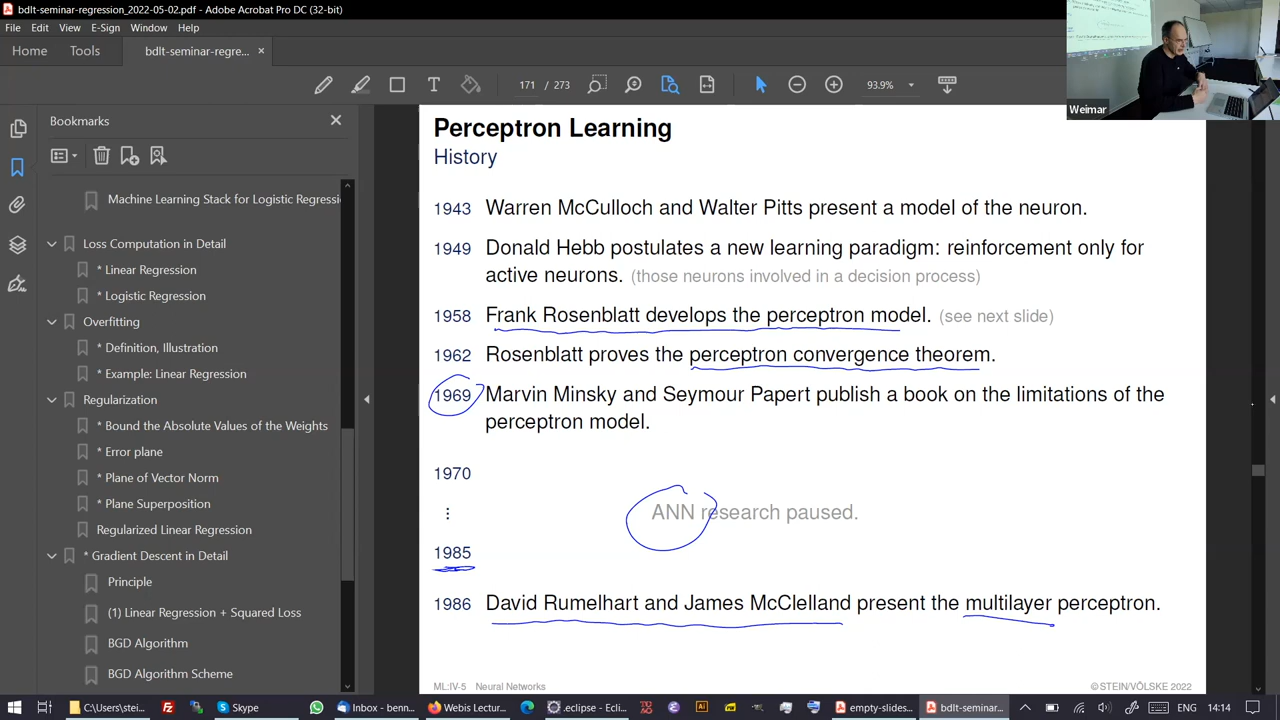 bdlt-seminar-regression_2022-05-02.pdf - Adobe Acrobat Pro DC (32-bit)
File Edit View E-Sign Window Help
Home Tools bdlt-seminar-regre... ×
171 / 273 93.9%
Weimar
Bookmarks
Machine Learning Stack for Logistic Regressi
Loss Computation in Detail
* Linear Regression
* Logistic Regression
Overfitting
* Definition, Illustration
* Example: Linear Regression
Regularization
* Bound the Absolute Values of the Weights
* Error plane
* Plane of Vector Norm
* Plane Superposition
Regularized Linear Regression
* Gradient Descent in Detail
Principle
(1) Linear Regression + Squared Loss
BGD Algorithm
BGD Algorithm Scheme
Perceptron Learning
History
1943 Warren McCulloch and Walter Pitts present a model of the neuron.
1949 Donald Hebb postulates a new learning paradigm: reinforcement only for
active neurons. (those neurons involved in a decision process)
1958 Frank Rosenblatt develops the perceptron model. (see next slide)
1962 Rosenblatt proves the perceptron convergence theorem.
1969 Marvin Minsky and Seymour Papert publish a book on the limitations of the
perceptron model.
1970
⋮ ANN research paused.
1985
1986 David Rumelhart and James McClelland present the multilayer perceptron.
ML:IV-5 Neural Networks ©STEIN/VÖLSKE 2022
C:\Users\stei... Skype Inbox - benn... Webis Lectur... .eclipse - Ecli... empty-slides... bdlt-seminar... ENG 14:14